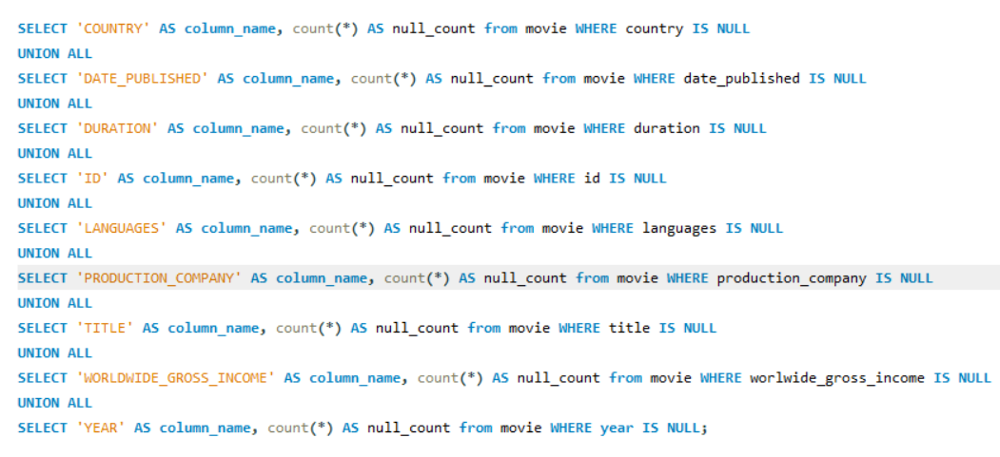 SELECT 'COUNTRY' AS column_name, count(*) AS null_count from movie WHERE country IS NULL
UNION ALL
SELECT 'DATE_PUBLISHED' AS column_name, count(*) AS null_count from movie WHERE date_published IS NULL
UNION ALL
SELECT 'DURATION' AS column_name, count(*) AS null_count from movie WHERE duration IS NULL
UNION ALL
SELECT 'ID' AS column_name, count(*) AS null_count from movie WHERE id IS NULL
UNION ALL
SELECT 'LANGUAGES' AS column_name, count(*) AS null_count from movie WHERE languages IS NULL
UNION ALL
SELECT 'PRODUCTION_COMPANY' AS column_name, count(*) AS null_count from movie WHERE production_company IS NULL
UNION ALL
SELECT 'TITLE' AS column_name, count(*) AS null_count from movie WHERE title IS NULL
UNION ALL
SELECT 'WORLDWIDE_GROSS_INCOME' AS column_name, count(*) AS null_count from movie WHERE worlwide_gross_income IS NULL
UNION ALL
SELECT 'YEAR' AS column_name, count(*) AS null_count from movie WHERE year IS NULL;